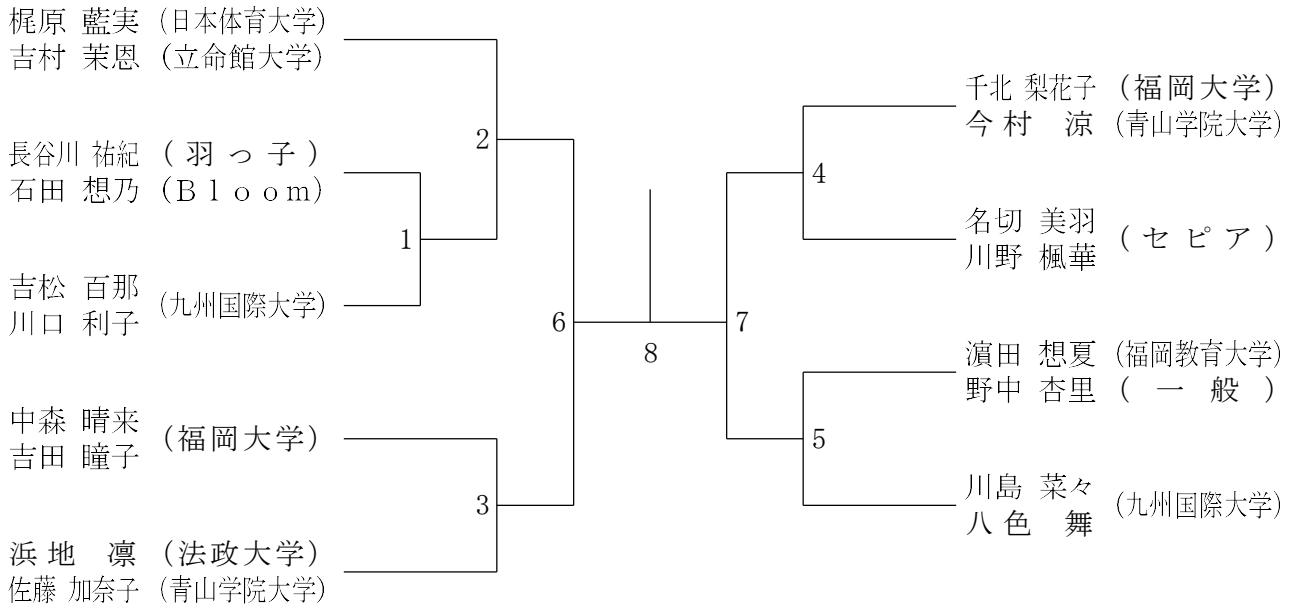 梶原 藍実 (日本体育大学)
吉村 茉恩 (立命館大学)
長谷川 祐紀 (羽っ子)
石田 想乃 (Ｂｌｏｏｍ)
吉松 百那
川口 利子
(九州国際大学)
中森 晴来
吉田 瞳子
(福岡大学)
浜地 凛 (法政大学)
佐藤 加奈子 (青山学院大学)
2
1
3
6
8
7
4
5
千北 梨花子 (福岡大学)
今村 涼 (青山学院大学)
名切 美羽
川野 楓華
(セピア)
濵田 想夏 (福岡教育大学)
野中 杏里 (一般)
川島 菜々
八色 舞
(九州国際大学)